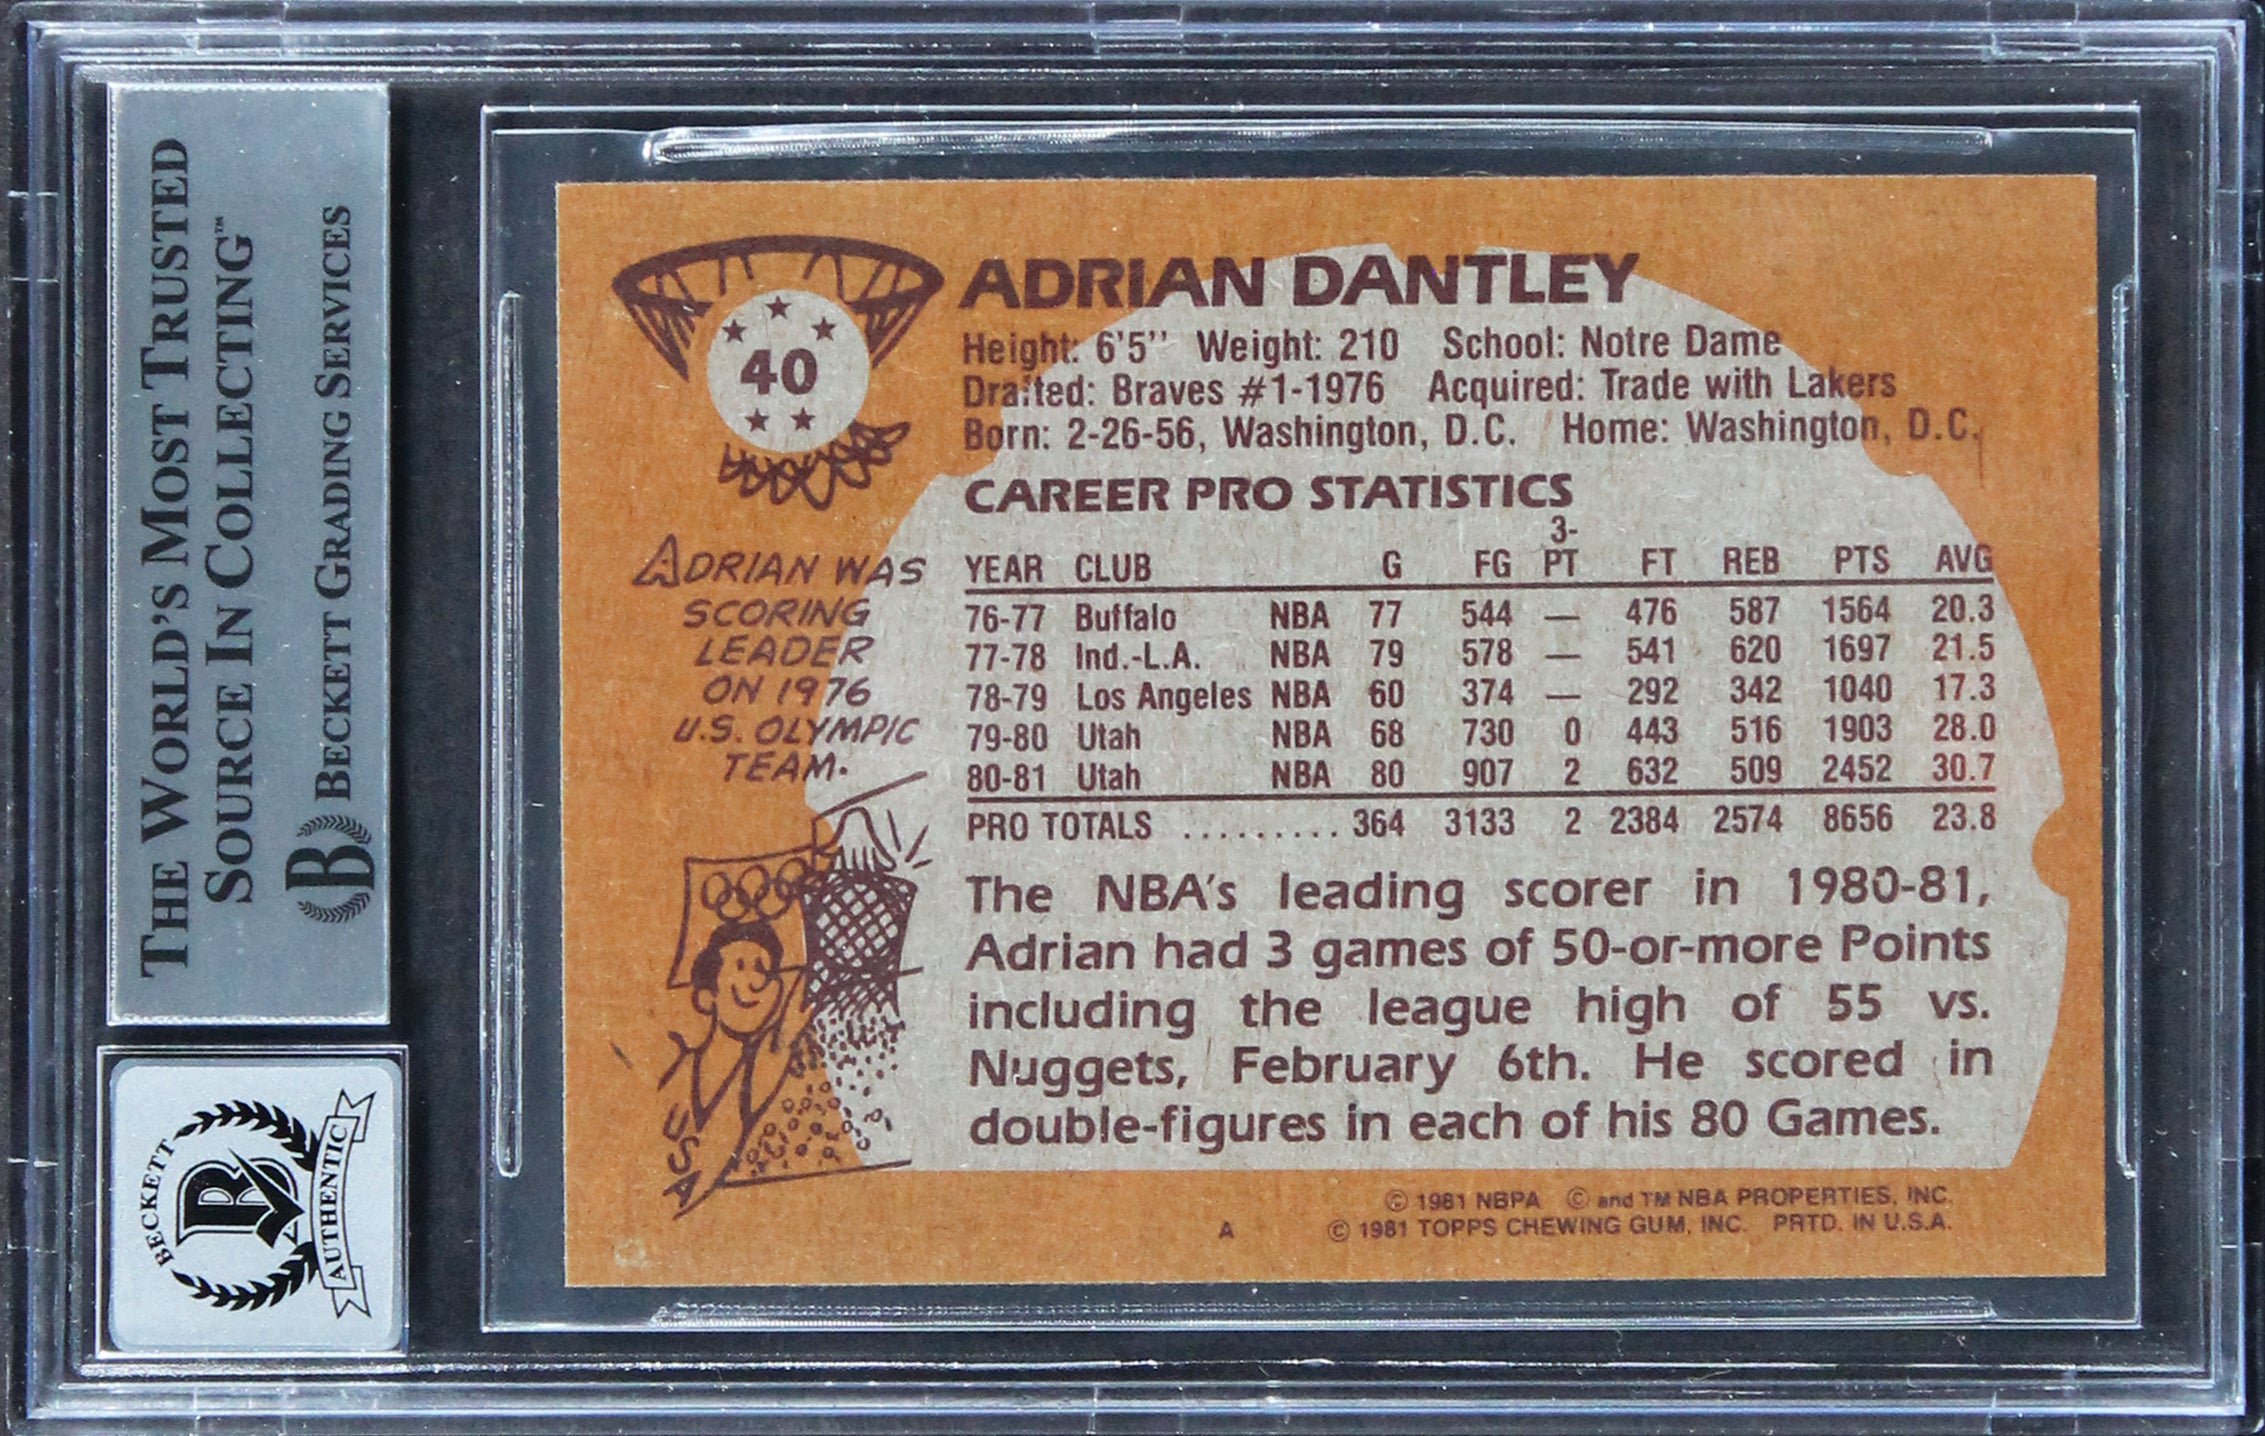 THE WORLD'S MOST TRUSTED
SOURCE IN COLLECTING™
B BECKETT GRADING SERVICES
BECKETT
B
AUTHENTIC
40
ADRIAN WAS
SCORING
LEADER
ON 1976
U.S. OLYMPIC
TEAM.
USA
ADRIAN DANTLEY
Height: 6'5'' Weight: 210 School: Notre Dame
Drafted: Braves #1-1976 Acquired: Trade with Lakers
Born: 2-26-56, Washington, D.C. Home: Washington, D.C.
CAREER PRO STATISTICS
YEAR CLUB G FG 3-PT FT REB PTS AVG
76-77 Buffalo NBA 77 544 — 476 587 1564 20.3
77-78 Ind.-L.A. NBA 79 578 — 541 620 1697 21.5
78-79 Los Angeles NBA 60 374 — 292 342 1040 17.3
79-80 Utah NBA 68 730 0 443 516 1903 28.0
80-81 Utah NBA 80 907 2 632 509 2452 30.7
PRO TOTALS .......... 364 3133 2 2384 2574 8656 23.8
The NBA's leading scorer in 1980-81,
Adrian had 3 games of 50-or-more Points
including the league high of 55 vs.
Nuggets, February 6th. He scored in
double-figures in each of his 80 Games.
© 1981 NBPA © and TM NBA PROPERTIES, INC.
A © 1981 TOPPS CHEWING GUM, INC. PRTD. IN U.S.A.